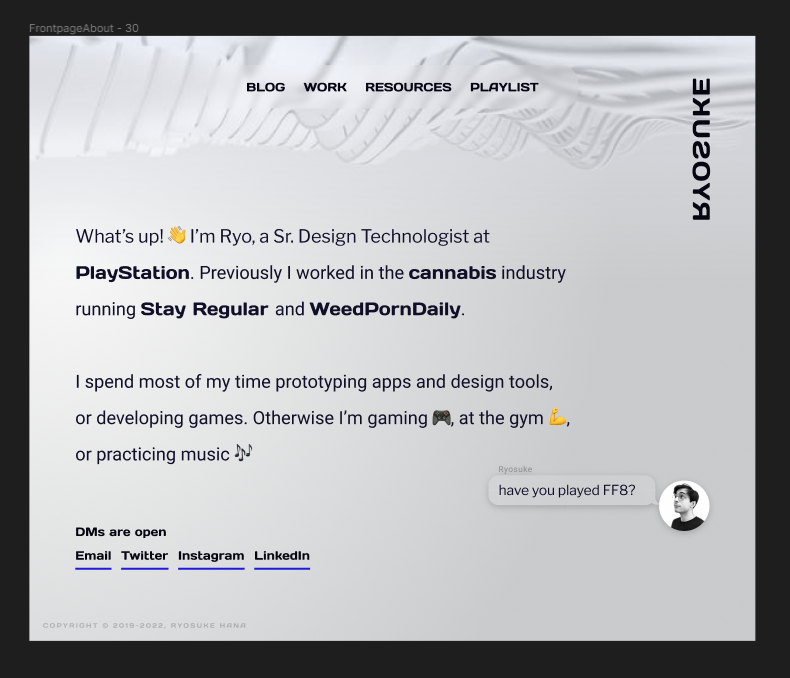 FrontpageAbout - 30
BLOG WORK RESOURCES PLAYLIST
RYOSUKE
What’s up! 👋 I’m Ryo, a Sr. Design Technologist at
PlayStation. Previously I worked in the cannabis industry
running Stay Regular and WeedPornDaily.
I spend most of my time prototyping apps and design tools,
or developing games. Otherwise I’m gaming 🎮, at the gym 💪,
or practicing music 🎶
Ryosuke
have you played FF8?
DMs are open
Email Twitter Instagram LinkedIn
COPYRIGHT © 2019-2022, RYOSUKE HANA